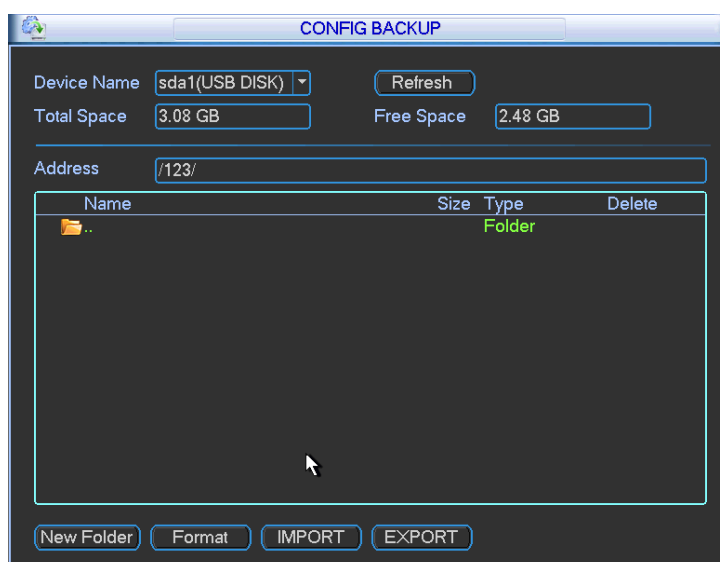 CONFIG BACKUP
Device Name sda1(USB DISK) Refresh
Total Space 3.08 GB Free Space 2.48 GB
Address /123/
Name Size Type Delete
.. Folder
New Folder Format IMPORT EXPORT